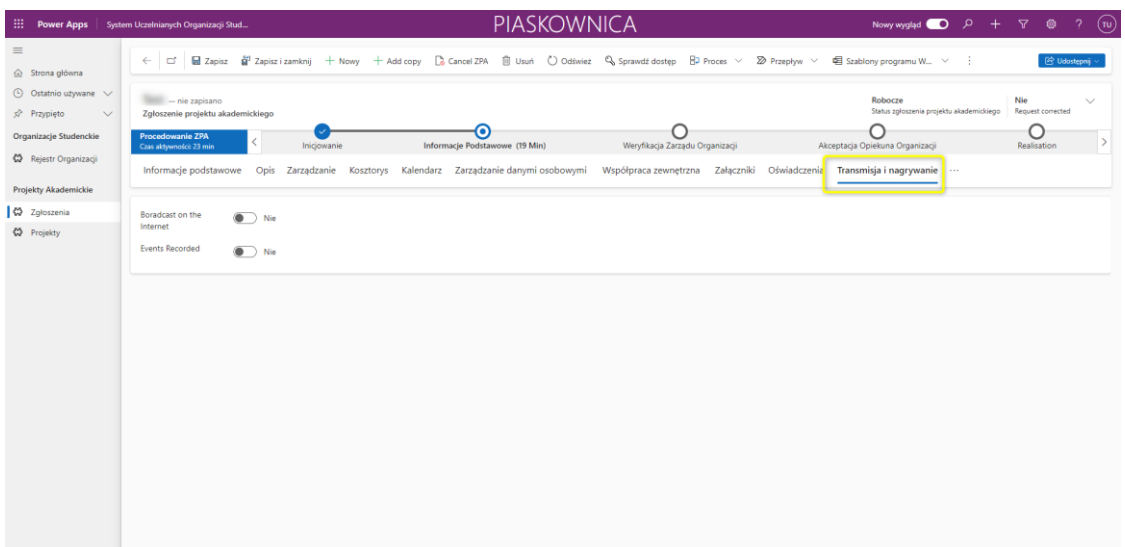 Power Apps
System Uczelnianych Organizacji Stud...
PIASKOWNICA
Nowy wygląd
TU
Strona główna
Ostatnio używane
Przypięto
Organizacje Studenckie
Rejestr Organizacji
Projekty Akademickie
Zgłoszenia
Projekty
Zapisz
Zapisz i zamknij
Nowy
Add copy
Cancel ZPA
Usuń
Odśwież
Sprawdź dostęp
Proces
Przepływ
Szablony programu W...
Udostępnij
— nie zapisano
Zgłoszenie projektu akademickiego
Robocze
Status zgłoszenia projektu akademickiego
Nie
Request corrected
Procedowanie ZPA
Czas aktywności: 23 min
Inicjowanie
Informacje Podstawowe (19 Min)
Weryfikacja Zarządu Organizacji
Akceptacja Opiekuna Organizacji
Realisation
Informacje podstawowe
Opis
Zarządzanie
Kosztorys
Kalendarz
Zarządzanie danymi osobowymi
Współpraca zewnętrzna
Załączniki
Oświadczenia
Transmisja i nagrywanie
...
Boradcast on the
Internet
Nie
Events Recorded
Nie